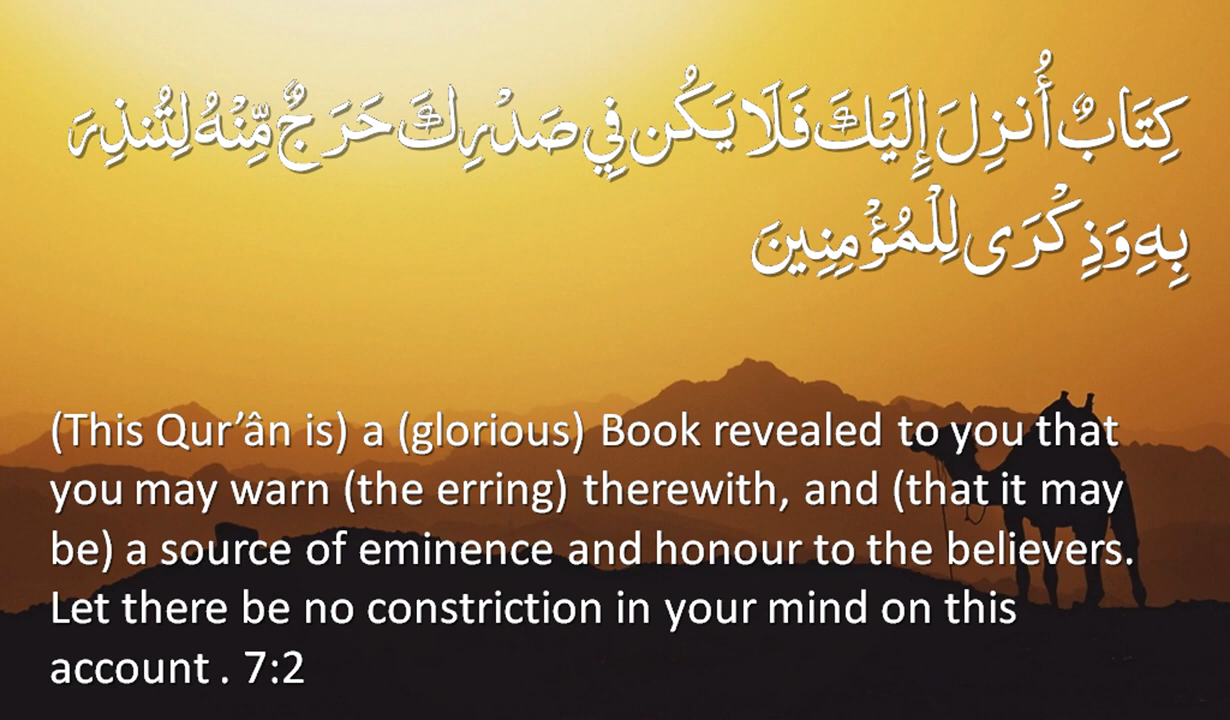 كِتَابٌ أُنزِلَ إِلَيْكَ فَلَا يَكُن فِي صَدْرِكَ حَرَجٌ مِّنْهُ لِتُنذِرَ
بِهِ وَذِكْرَى لِلْمُؤْمِنِينَ
(This Qur’ân is) a (glorious) Book revealed to you that
you may warn (the erring) therewith, and (that it may
be) a source of eminence and honour to the believers.
Let there be no constriction in your mind on this
account . 7:2